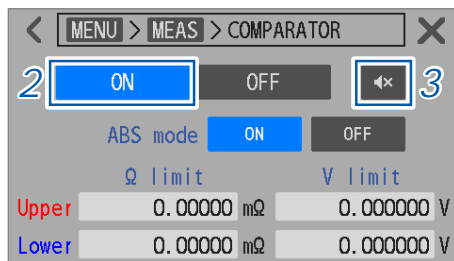 MENU > MEAS > COMPARATOR
2 ON OFF 3
ABS mode ON OFF
Ω limit V limit
Upper 0.00000 mΩ 0.000000 V
Lower 0.00000 mΩ 0.000000 V